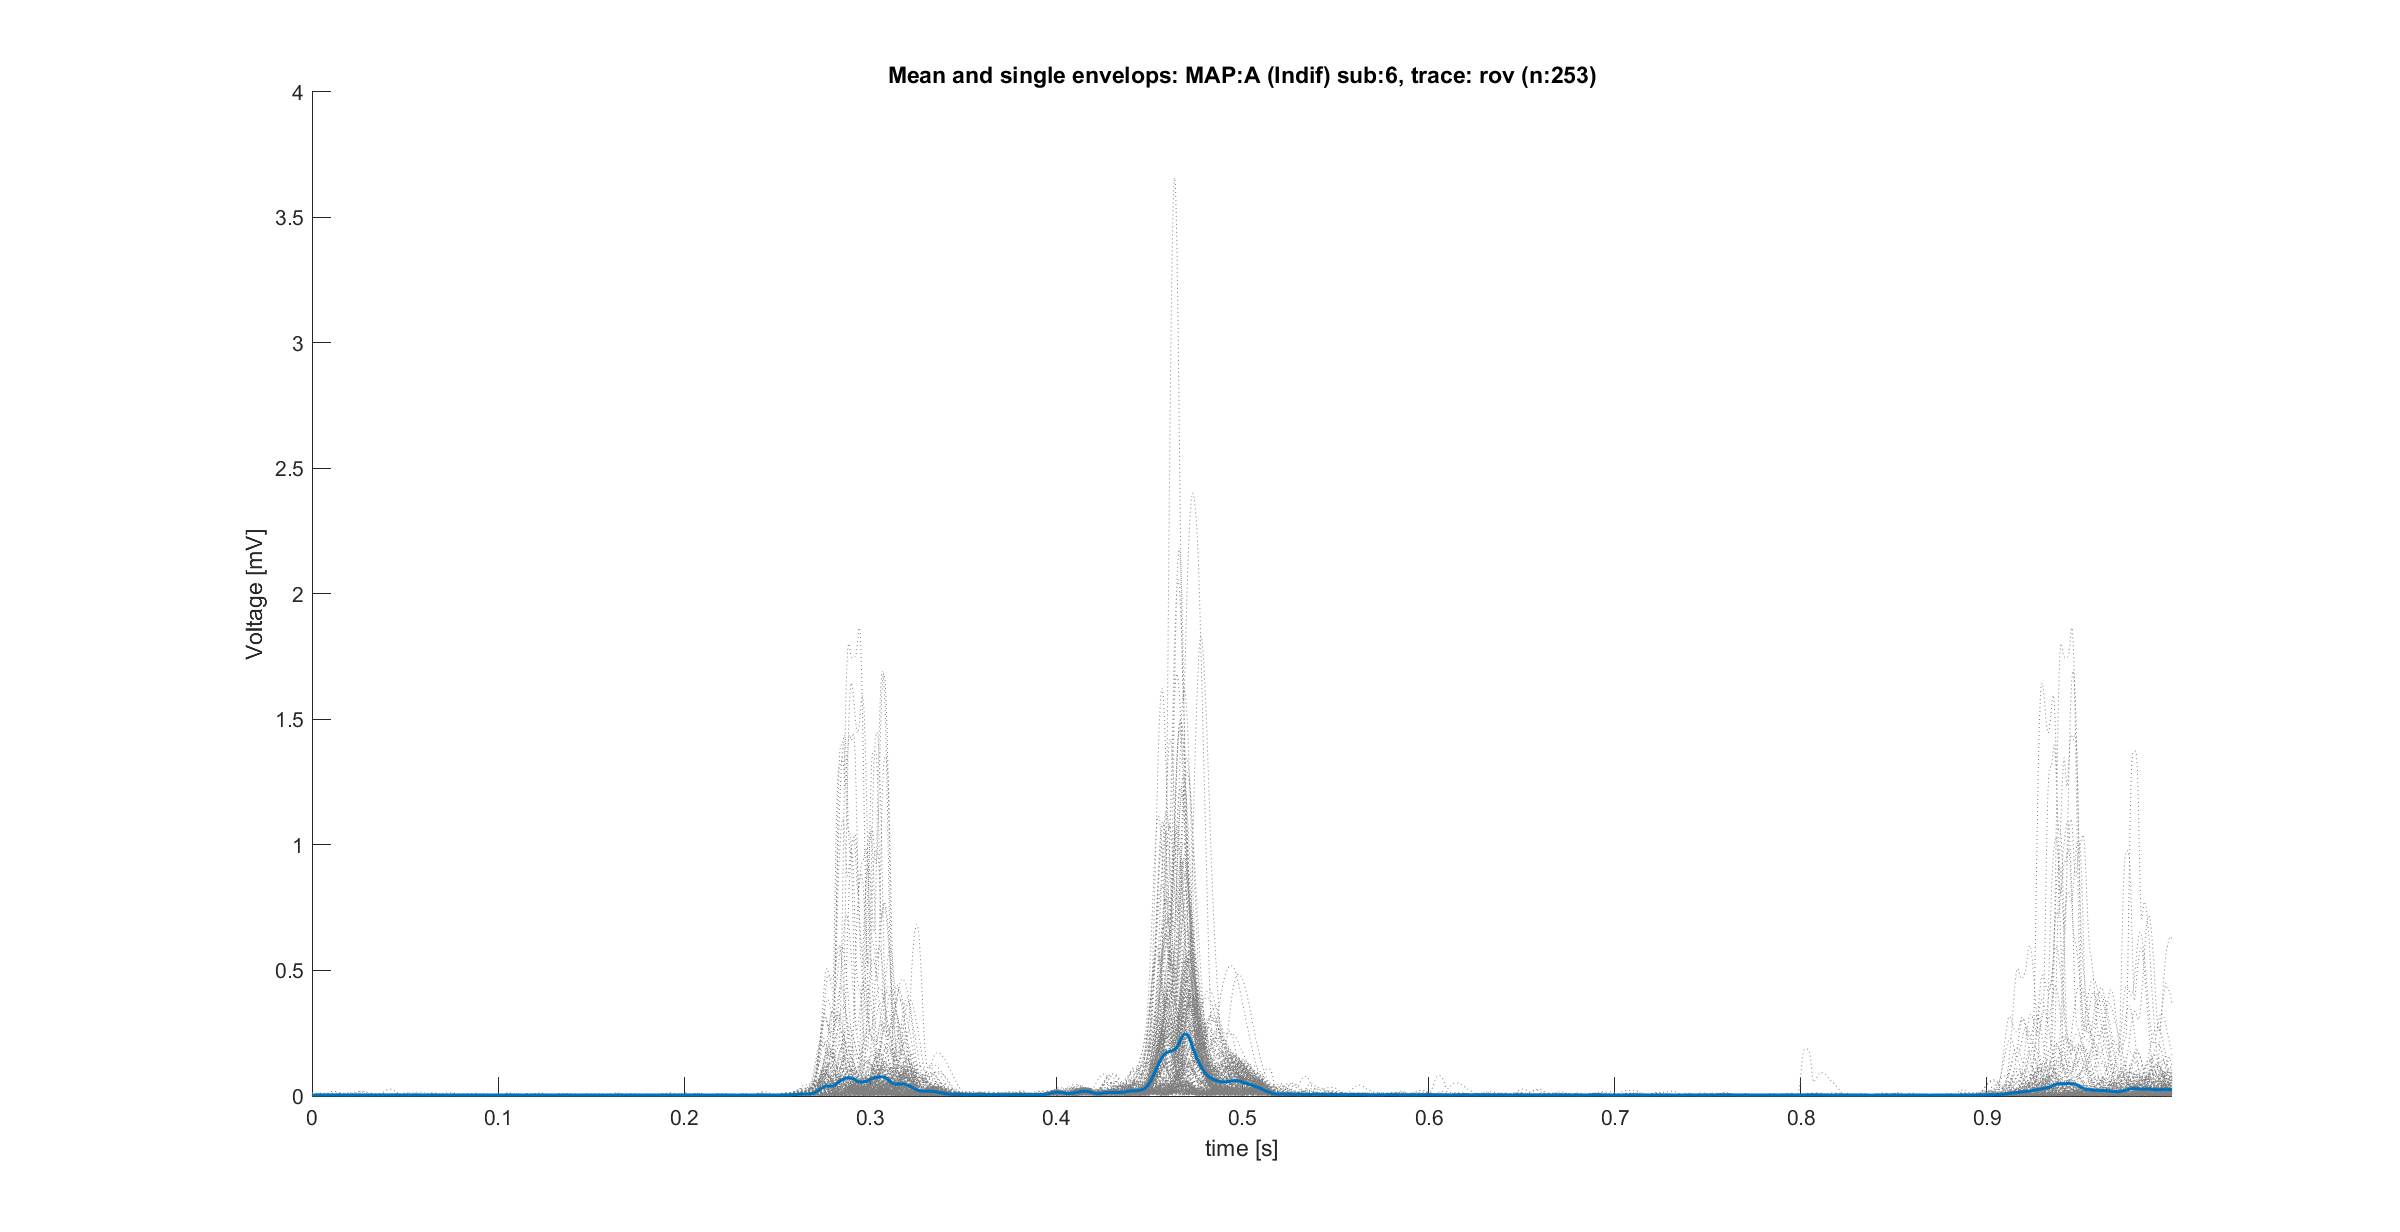 Mean and single envelops: MAP:A (Indif) sub:6, trace: rov (n:253)
4
3.5
3
2.5
2
1.5
1
0.5
0
Voltage [mV]
0 0.1 0.2 0.3 0.4 0.5 0.6 0.7 0.8 0.9
time [s]